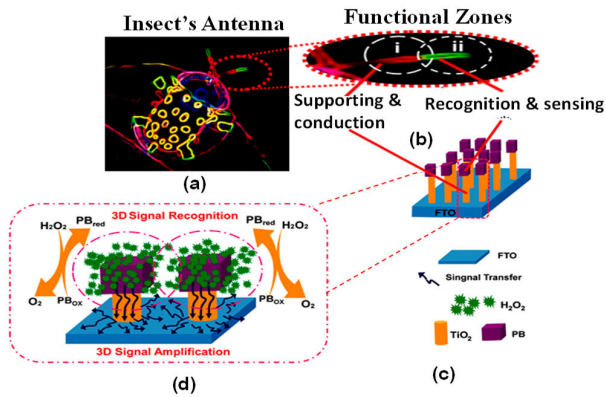 Insect's Antenna
Functional Zones
i
ii
Supporting &
conduction
Recognition & sensing
(a)
(b)
FTO
3D Signal Recognition
H2O2
PBred
PBred
H2O2
O2
PBOX
PBOX
O2
3D Signal Amplification
(d)
FTO
Singnal Transfer
H2O2
TiO2
PB
(c)